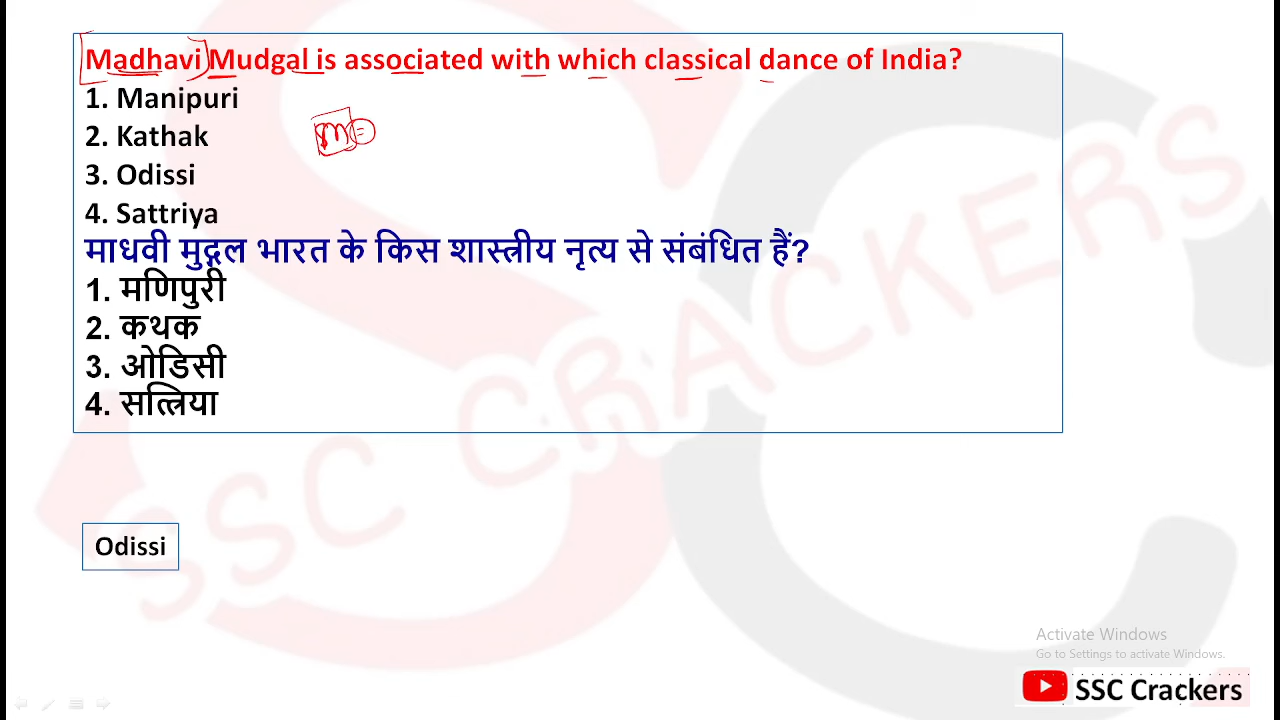 Madhavi Mudgal is associated with which classical dance of India?
1. Manipuri
2. Kathak
3. Odissi
4. Sattriya
माधवी मुद्गल भारत के किस शास्त्रीय नृत्य से संबंधित हैं?
1. मणिपुरी
2. कथक
3. ओडिसी
4. सत्त्रिया
Odissi
SSC CRACKERS
Activate Windows
Go to Settings to activate Windows.
SSC Crackers